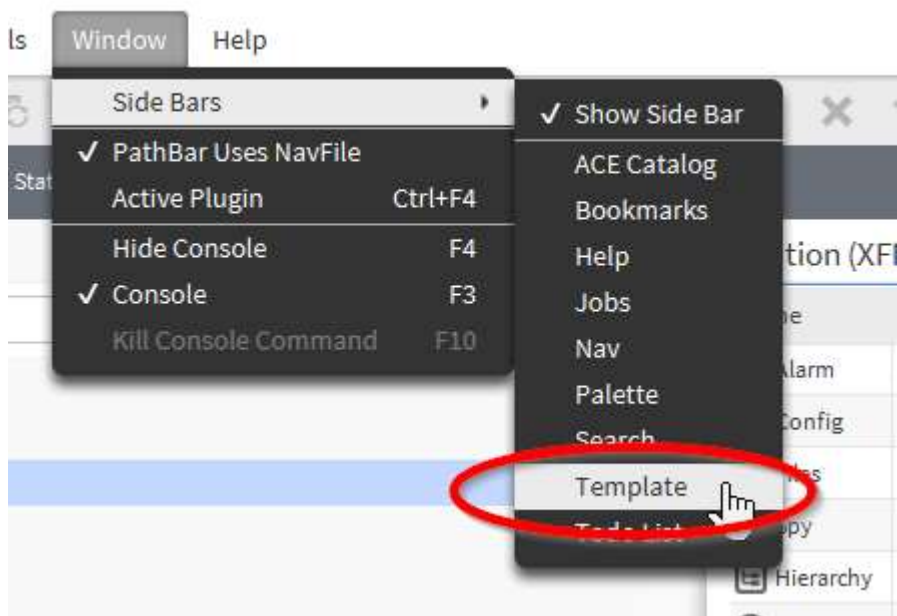 ls Window Help
Side Bars
✓ PathBar Uses NavFile
Active Plugin Ctrl+F4
Hide Console F4
✓ Console F3
Kill Console Command F10
✓ Show Side Bar
ACE Catalog
Bookmarks
Help
Jobs
Nav
Palette
Search
Template
Todo List
Stat
tion (XF
Alarm
Config
Hierarchy